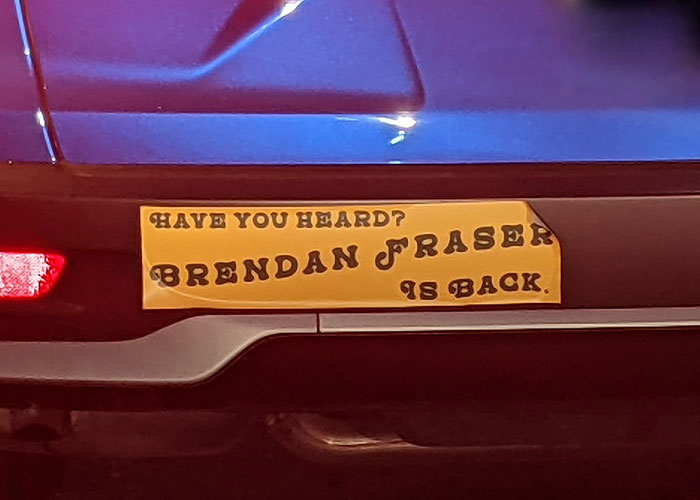 HAVE YOU HEARD?
BRENDAN FRASER
IS BACK.